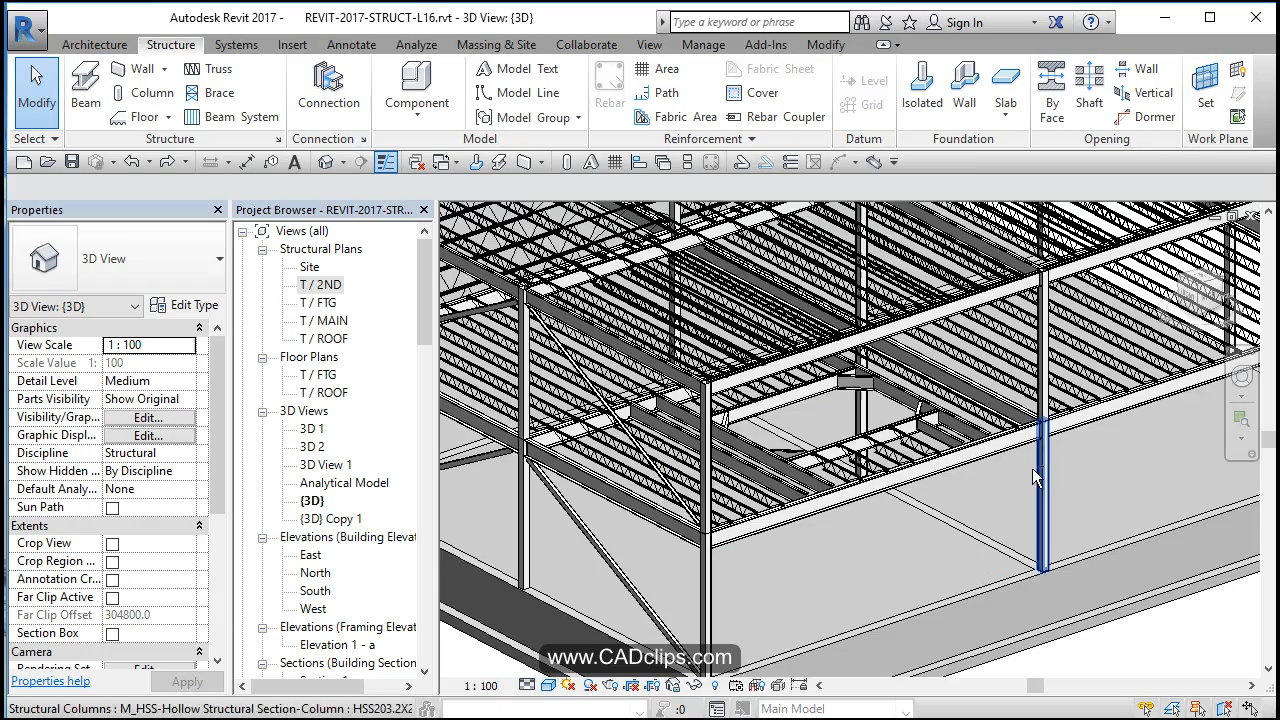 Autodesk Revit 2017 - REVIT-2017-STRUCT-L16.rvt - 3D View: {3D}
Type a keyword or phrase
Sign In
Architecture Structure Systems Insert Annotate Analyze Massing & Site Collaborate View Manage Add-Ins Modify
Wall Truss Model Text Area Fabric Sheet Level Wall
Modify Beam Column Brace Connection Component Model Line Rebar Path Cover Grid Isolated Wall Slab By Face Shaft Vertical Set
Floor Beam System Model Group Fabric Area Rebar Coupler Dormer
Select Structure Connection Model Reinforcement Datum Foundation Opening Work Plane
Properties
3D View
3D View: {3D} Edit Type
Graphics
View Scale 1 : 100
Scale Value 1: 100
Detail Level Medium
Parts Visibility Show Original
Visibility/Grap... Edit...
Graphic Displ... Edit...
Discipline Structural
Show Hidden ... By Discipline
Default Analy... None
Sun Path
Extents
Crop View
Crop Region ...
Annotation Cr...
Far Clip Active
Far Clip Offset 304800.0
Section Box
Camera
Rendering Set Edit
Properties help Apply
Project Browser - REVIT-2017-STR...
Views (all)
Structural Plans
Site
T / 2ND
T / FTG
T / MAIN
T / ROOF
Floor Plans
T / FTG
T / ROOF
3D Views
3D 1
3D 2
3D View 1
Analytical Model
{3D}
{3D} Copy 1
Elevations (Building Elevat
East
North
South
West
Elevations (Framing Elevat
Elevation 1 - a
Sections (Building Section
www.CADclips.com
1 : 100
Structural Columns : M_HSS-Hollow Structural Section-Column : HSS203.2X2
:0
Main Model